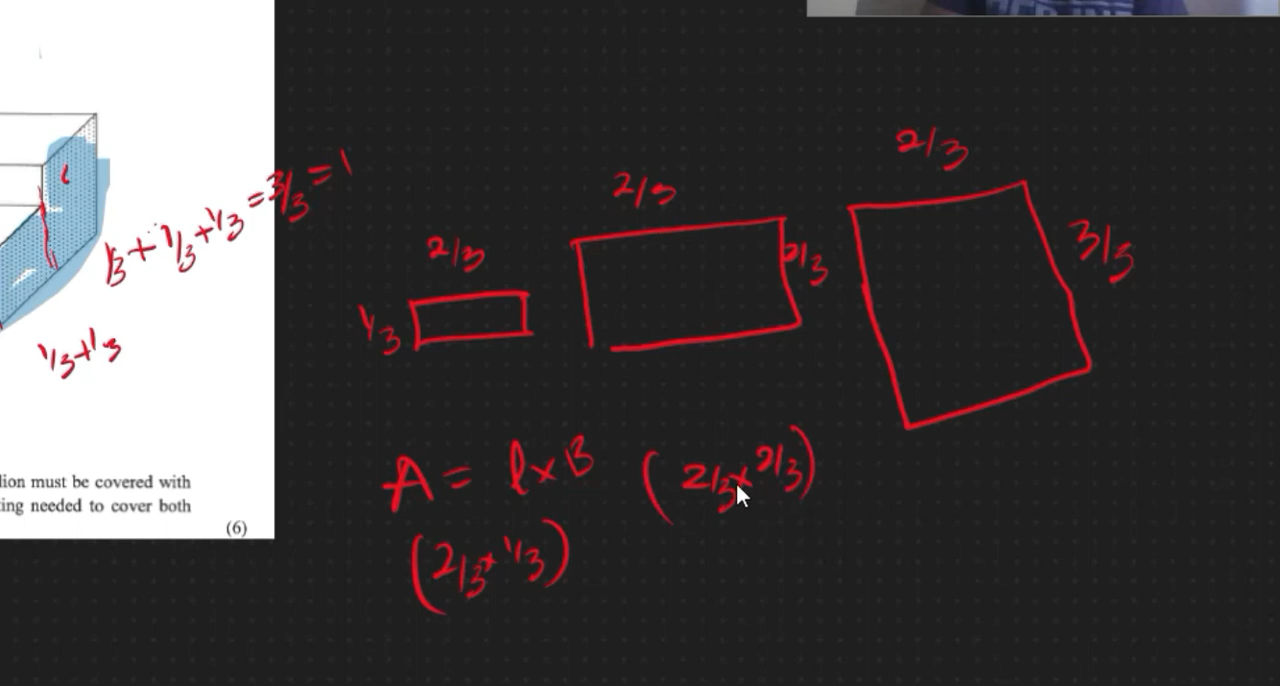 1/3 + 1/3 + 1/3 = 3/3 = 1
1/3 + 1/3
lion must be covered with
ing needed to cover both
(6)
2/3
1/3
2/3
2/3
2/3
3/3
A = l × B (2/3 × 2/3)
(2/3 × 1/3)